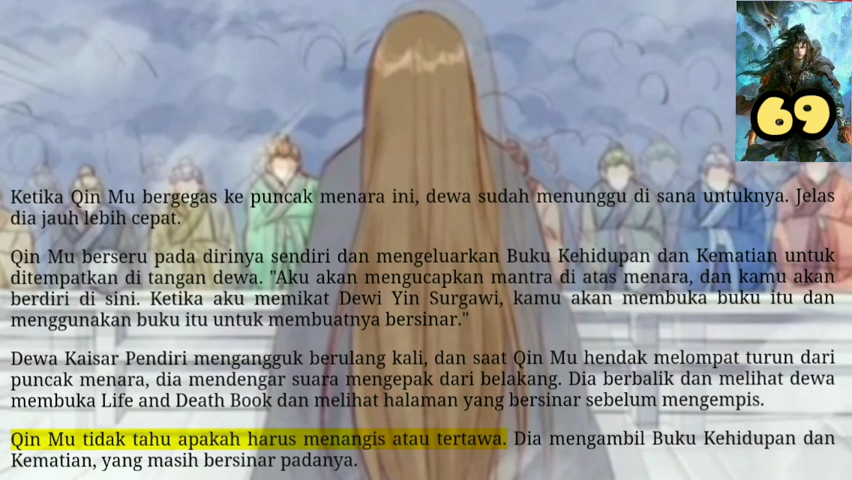 69
Ketika Qin Mu bergegas ke puncak menara ini, dewa sudah menunggu di sana untuknya. Jelas
dia jauh lebih cepat.
Qin Mu berseru pada dirinya sendiri dan mengeluarkan Buku Kehidupan dan Kematian untuk
ditempatkan di tangan dewa. "Aku akan mengucapkan mantra di atas menara, dan kamu akan
berdiri di sini. Ketika aku memikat Dewi Yin Surgawi, kamu akan membuka buku itu dan
menggunakan buku itu untuk membuatnya bersinar."
Dewa Kaisar Pendiri mengangguk berulang kali, dan saat Qin Mu hendak melompat turun dari
puncak menara, dia mendengar suara mengepak dari belakang. Dia berbalik dan melihat dewa
membuka Life and Death Book dan melihat halaman yang bersinar sebelum mengempis.
Qin Mu tidak tahu apakah harus menangis atau tertawa. Dia mengambil Buku Kehidupan dan
Kematian, yang masih bersinar padanya.